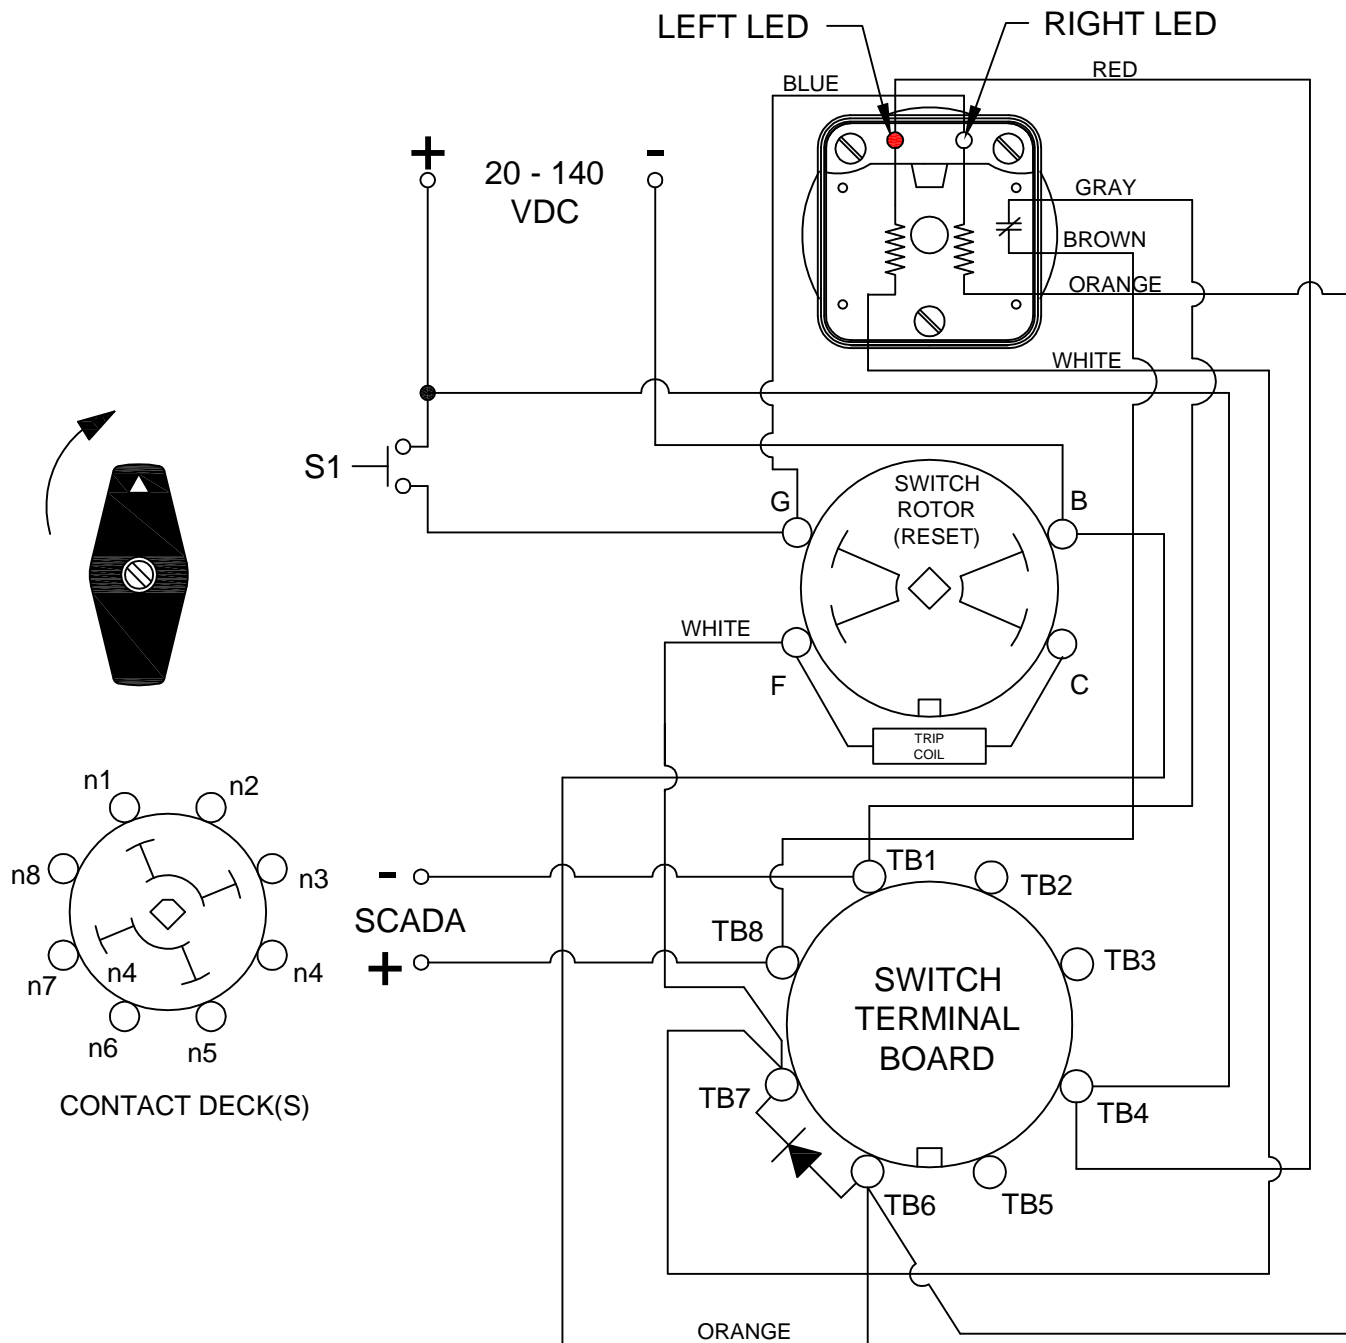 LEFT LED
RIGHT LED
RED
BLUE
+
20 - 140
VDC
-
GRAY
BROWN
ORANGE
WHITE
S1
G
SWITCH
ROTOR
(RESET)
B
WHITE
F
C
TRIP
COIL
n1
n2
n8
n3
n7
n4
n4
n6
n5
CONTACT DECK(S)
-
SCADA
+
TB1
TB2
TB8
TB3
SWITCH
TERMINAL
BOARD
TB7
TB4
TB6
TB5
ORANGE